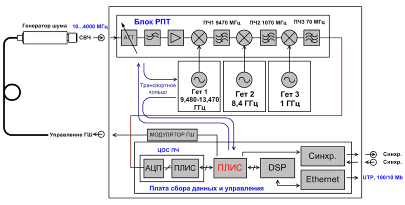 Генератор шума
10...4000 МГц
СВЧ
Блок РПТ
ПЧ1 9470 МГц
ПЧ2 1070 МГц
ПЧ3 70 МГц
АТТ
Транспортное
кольцо
Гет 1
9,480-13,470
ГГц
Гет 2
8,4 ГГц
Гет 3
1 ГГц
Управление ГШ
МОДУЛЯТОР ГШ
ЦОС ПЧ
АЦП
ПЛИС
ПЛИС
DSP
Синхр.
Ethernet
Плата сбора данных и управления
Синхр.
Синхр.
UTP, 100/10 Mb